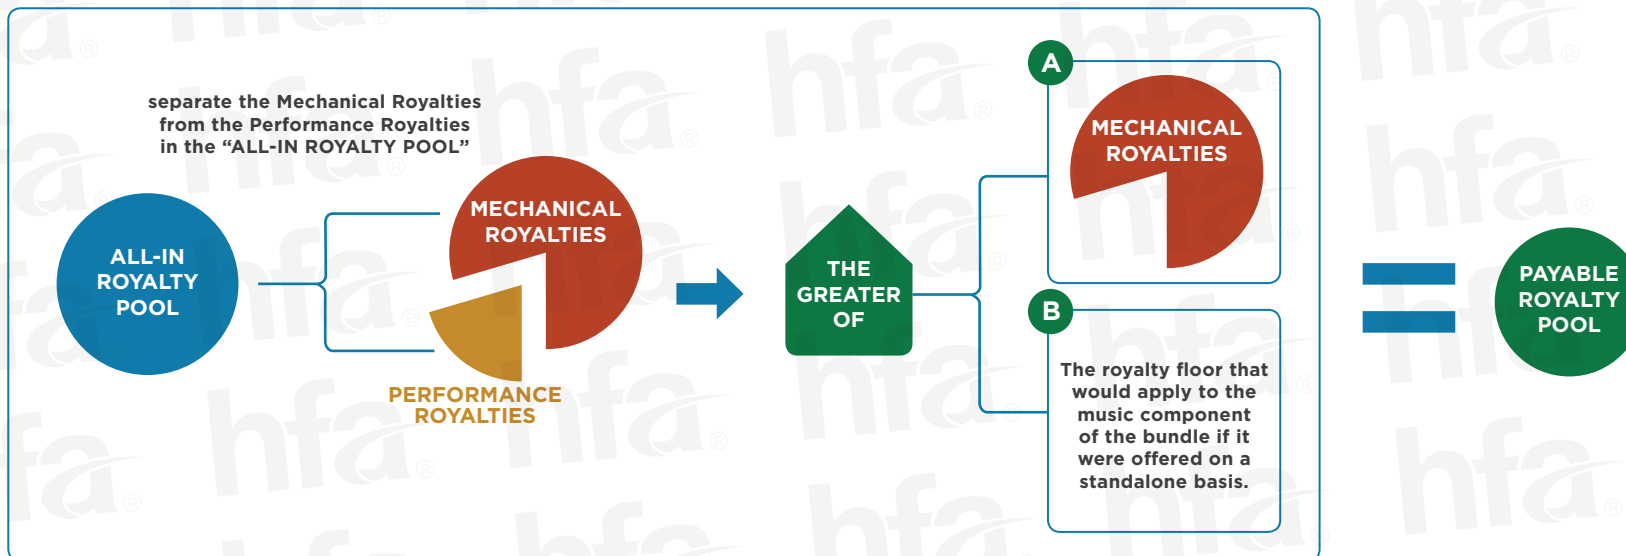 separate the Mechanical Royalties
from the Performance Royalties
in the “ALL-IN ROYALTY POOL”
ALL-IN
ROYALTY
POOL
MECHANICAL
ROYALTIES
PERFORMANCE
ROYALTIES
THE
GREATER
OF
A
MECHANICAL
ROYALTIES
B
The royalty floor that
would apply to the
music component
of the bundle if it
were offered on a
standalone basis.
PAYABLE
ROYALTY
POOL
hfa®